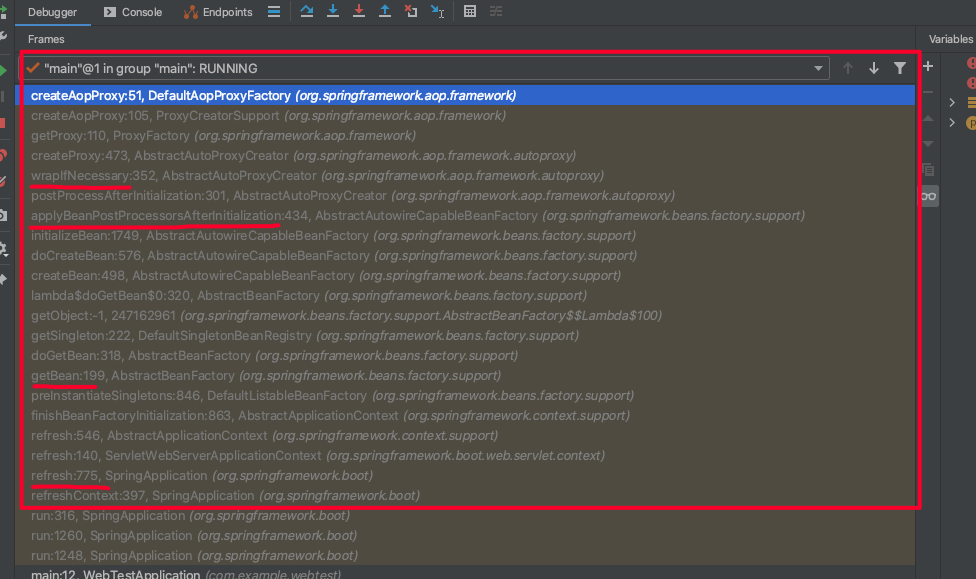 Debugger Console Endpoints
Frames Variables
"main"@1 in group "main": RUNNING
createAopProxy:51, DefaultAopProxyFactory (org.springframework.aop.framework)
createAopProxy:105, ProxyCreatorSupport (org.springframework.aop.framework)
getProxy:110, ProxyFactory (org.springframework.aop.framework)
createProxy:473, AbstractAutoProxyCreator (org.springframework.aop.framework.autoproxy)
wrapIfNecessary:352, AbstractAutoProxyCreator (org.springframework.aop.framework.autoproxy)
postProcessAfterInitialization:301, AbstractAutoProxyCreator (org.springframework.aop.framework.autoproxy)
applyBeanPostProcessorsAfterInitialization:434, AbstractAutowireCapableBeanFactory (org.springframework.beans.factory.support)
initializeBean:1749, AbstractAutowireCapableBeanFactory (org.springframework.beans.factory.support)
doCreateBean:576, AbstractAutowireCapableBeanFactory (org.springframework.beans.factory.support)
createBean:498, AbstractAutowireCapableBeanFactory (org.springframework.beans.factory.support)
lambda$doGetBean$0:320, AbstractBeanFactory (org.springframework.beans.factory.support)
getObject:-1, 247162961 (org.springframework.beans.factory.support.AbstractBeanFactory$$Lambda$100)
getSingleton:222, DefaultSingletonBeanRegistry (org.springframework.beans.factory.support)
doGetBean:318, AbstractBeanFactory (org.springframework.beans.factory.support)
getBean:199, AbstractBeanFactory (org.springframework.beans.factory.support)
preInstantiateSingletons:846, DefaultListableBeanFactory (org.springframework.beans.factory.support)
finishBeanFactoryInitialization:863, AbstractApplicationContext (org.springframework.context.support)
refresh:546, AbstractApplicationContext (org.springframework.context.support)
refresh:140, ServletWebServerApplicationContext (org.springframework.boot.web.servlet.context)
refresh:775, SpringApplication (org.springframework.boot)
refreshContext:397, SpringApplication (org.springframework.boot)
run:316, SpringApplication (org.springframework.boot)
run:1260, SpringApplication (org.springframework.boot)
run:1248, SpringApplication (org.springframework.boot)
main:12, WebTestApplication (com.example.webtest)